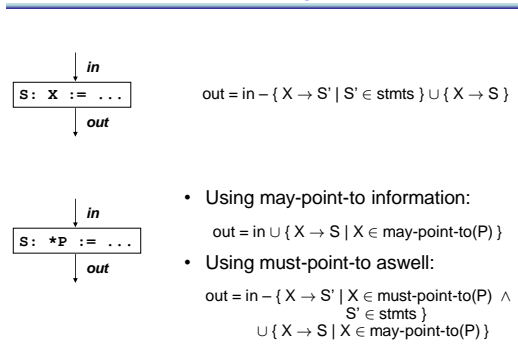 in
S: X := ...
out
out = in – { X → S' | S' ∈ stmts } ∪ { X → S }
in
S: *P := ...
out
• Using may-point-to information:
out = in ∪ { X → S | X ∈ may-point-to(P) }
• Using must-point-to aswell:
out = in – { X → S' | X ∈ must-point-to(P) ∧
S' ∈ stmts }
∪ { X → S | X ∈ may-point-to(P) }